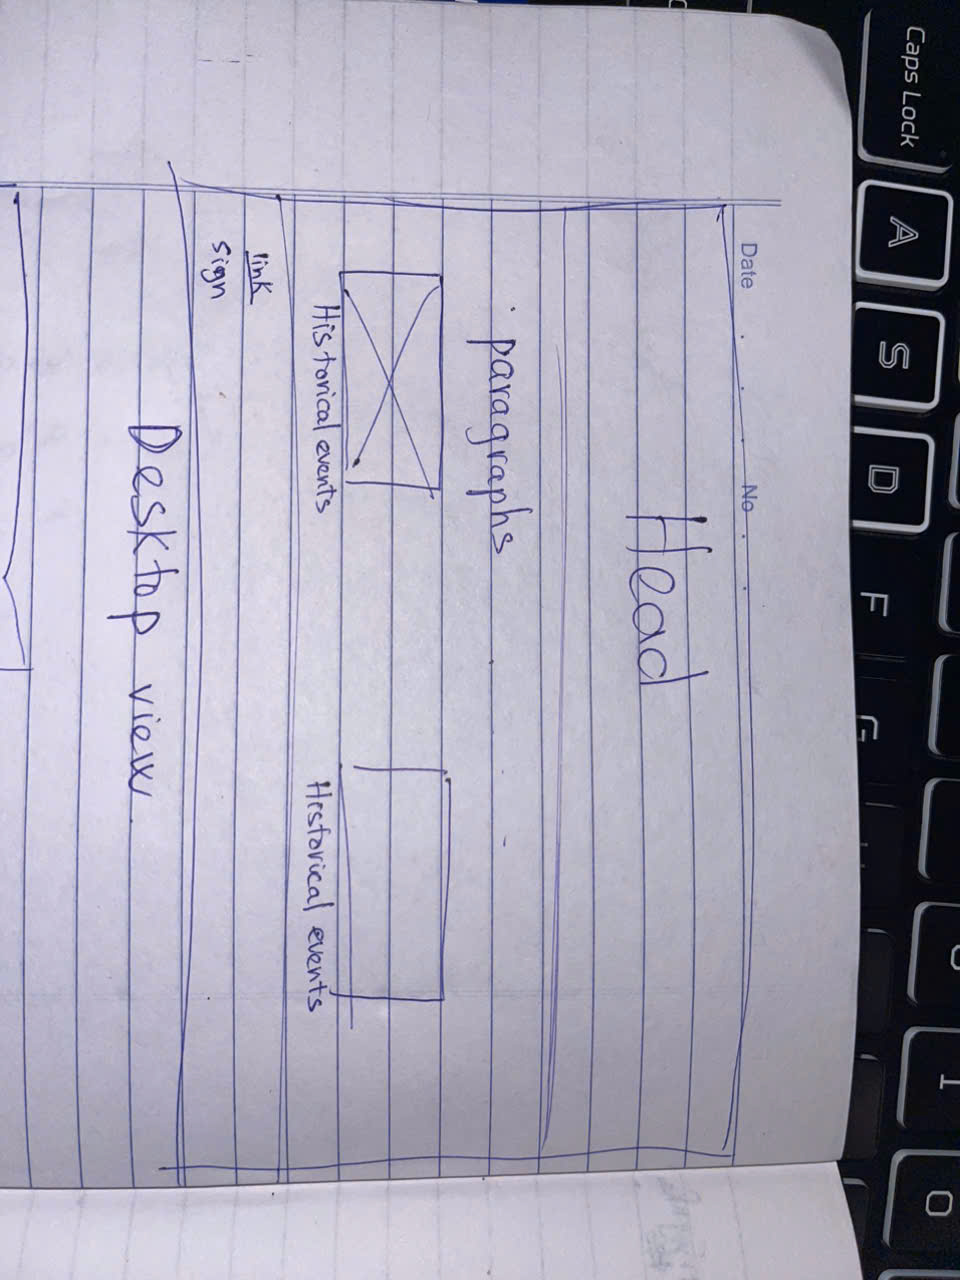 Date
No
Head
paragraphs
Historical events
Historical events
link
sign
Desktop view
Caps Lock
A
S
D
F
G
I
O